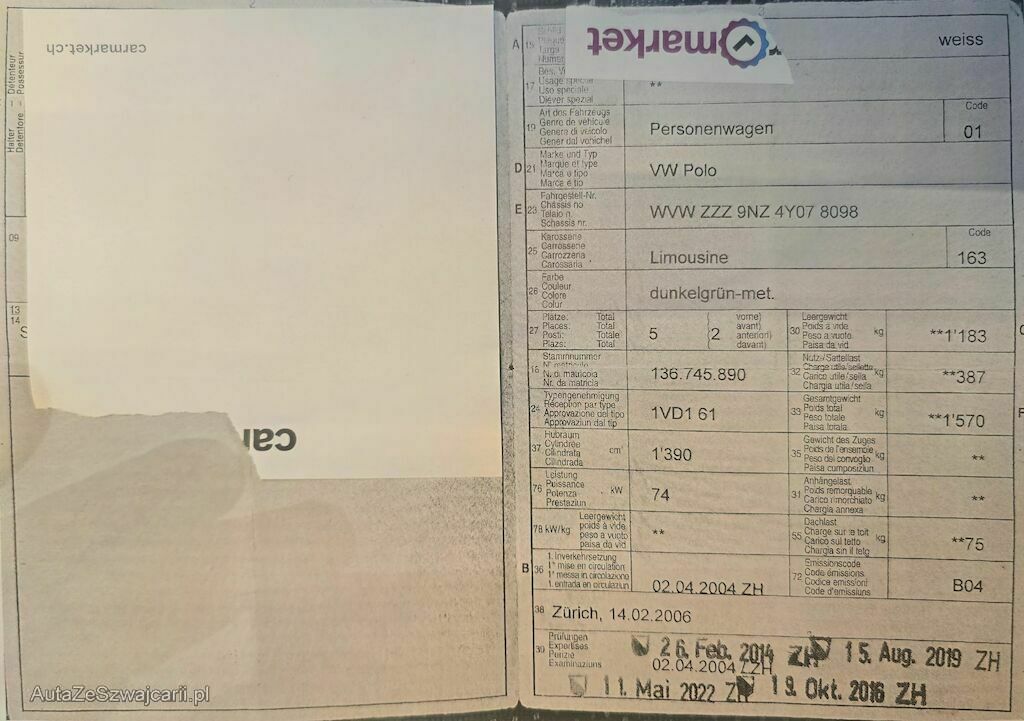 carmarket.ch
Halter – Détenteur
Detentore – Possessur
09
13
14
car
AutaZeSzwajcarii.pl
market
A 15
weiss
17 Usage spécial
Uso speciale
Diever spezial
**
19 Art des Fahrzeugs
Genre de véhicule
Genere di veicolo
Gener dal vehichel
Personenwagen
Code
01
D 21 Marke und Typ
Marque et type
Marca e tipo
Marca e tip
VW Polo
E 23 Fahrgestell-Nr.
Châssis no
Telaio n.
Schassis nr.
WVW ZZZ 9NZ 4Y07 8098
25 Karosserie
Carrosserie
Carrozzeria
Carossaria
Limousine
Code
163
26 Farbe
Couleur
Colore
Colur
dunkelgrün-met.
27 Plätze: Total
Places: Total
Posti: Totale
Plazs: Total
5
( 2 vorne)
avant)
anteriori)
davant)
30 Leergewicht
Poids à vide
Peso a vuoto
Paisa da vid
kg
**1'183
18 Stammnummer
N° matricule
N. di matricola
Nr. da matricla
136.745.890
32 Nutz-/Sattellast
Charge utile/sellette
Carico utile/sella
Chargia utila/sella
kg
**387
24 Typengenehmigung
Réception par type
Approvazione del tipo
Approvaziun dal tip
1VD1 61
33 Gesamtgewicht
Poids total
Peso totale
Paisa totala
kg
**1'570
37 Hubraum
Cylindrée
Cilindrata
Cilindrada
cm³
1'390
35 Gewicht des Zuges
Poids de l'ensemble
Peso del convoglio
Paisa cumposiziun
kg
**
76 Leistung
Puissance
Potenza
Prestaziun
kW
74
31 Anhängelast
Poids remorquable
Carico rimorchiato
Chargia annexa
kg
**
78 kW/kg Leergewicht
poids à vide
peso a vuoto
paisa da vid
**
55 Dachlast
Charge sur le toit
Carico sul tetto
Chargia sin il tetg
kg
**75
B 36 1. Inverkehrsetzung
1re mise en circulation
1a messa in circolazione
1. entrada en circulaziun
02.04.2004 ZH
72 Emissionscode
Code émissions
Codice emissioni
Code d'emissiuns
B04
38 Zürich, 14.02.2006
39 Prüfungen
Expertises
Perizie
Examinaziuns
26. Feb. 2014 ZH
15. Aug. 2019 ZH
02.04.2004 ZH
11. Mai 2022 ZH
19. Okt. 2016 ZH